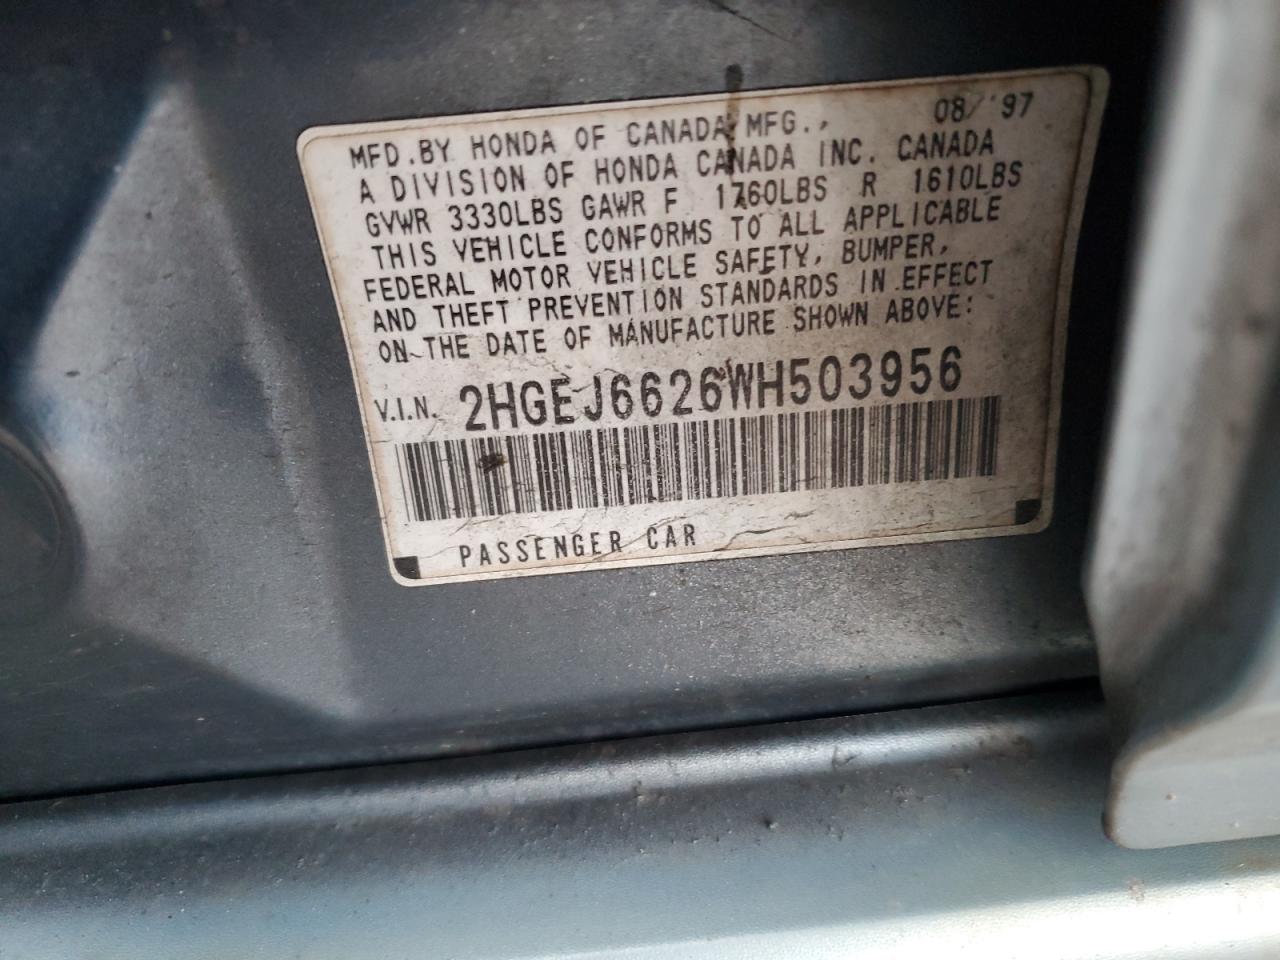 08/'97
MFD.BY HONDA OF CANADA MFG.,
A DIVISION OF HONDA CANADA INC. CANADA
GVWR 3330LBS GAWR F 1760LBS R 1610LBS
THIS VEHICLE CONFORMS TO ALL APPLICABLE
FEDERAL MOTOR VEHICLE SAFETY, BUMPER,
AND THEFT PREVENTION STANDARDS IN EFFECT
ON THE DATE OF MANUFACTURE SHOWN ABOVE:
V.I.N. 2HGEJ6626WH503956
PASSENGER CAR